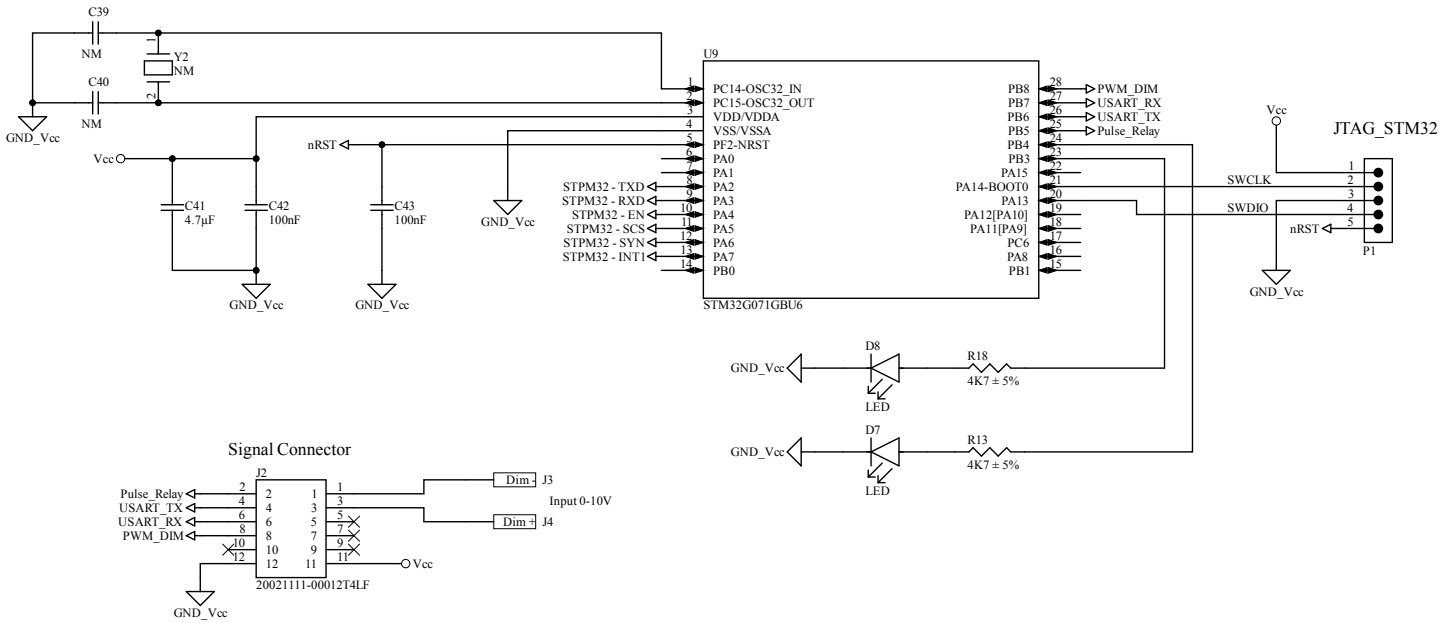 C39
NM
1
Y2
NM
2
C40
NM
GND_Vcc
Vcc
C41
4.7µF
C42
100nF
GND_Vcc
nRST
C43
100nF
GND_Vcc
GND_Vcc
STPM32 - TXD
STPM32 - RXD
STPM32 - EN
STPM32 - SCS
STPM32 - SYN
STPM32 - INT1
U9
1 PC14-OSC32_IN
2 PC15-OSC32_OUT
3 VDD/VDDA
4 VSS/VSSA
5 PF2-NRST
6 PA0
7 PA1
8 PA2
9 PA3
10 PA4
11 PA5
12 PA6
13 PA7
14 PB0
PB8 28 PWM_DIM
PB7 27 USART_RX
PB6 26 USART_TX
PB5 25 Pulse_Relay
PB4 24
PB3 23
PA15 22
PA14-BOOT0 21
PA13 20
PA12[PA10] 19
PA11[PA9] 18
PC6 17
PA8 16
PB1 15
STM32G071GBU6
Vcc
JTAG_STM32
SWCLK
SWDIO
nRST
1
2
3
4
5
P1
GND_Vcc
GND_Vcc
D8
LED
R18
4K7 ± 5%
GND_Vcc
D7
LED
R13
4K7 ± 5%
Signal Connector
J2
Pulse_Relay 2 2 1 1
USART_TX 4 4 3 3
USART_RX 6 6 5 5
PWM_DIM 8 8 7 7
10 10 9 9
12 12 11 11 Vcc
20021111-00012T4LF
GND_Vcc
Dim - J3
Input 0-10V
Dim + J4